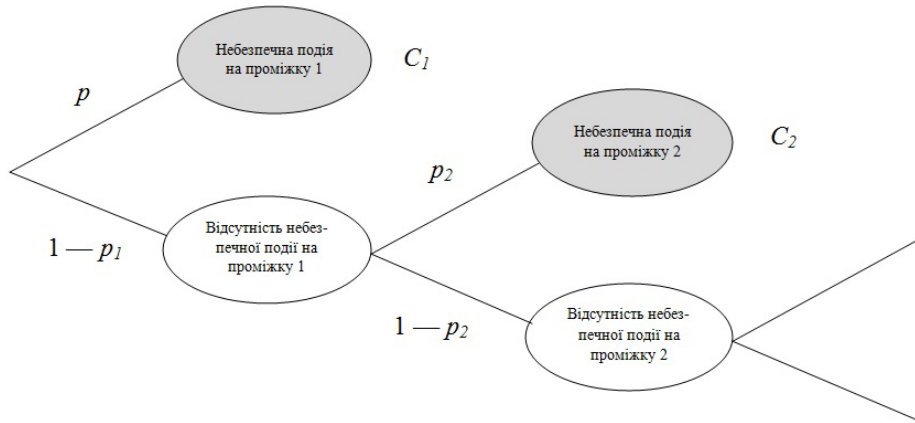 Небезпечна подія
на проміжку 1
C₁
p
Небезпечна подія
на проміжку 2
C₂
p₂
1 — p₁
Відсутність небез-
печної події на
проміжку 1
1 — p₂
Відсутність небез-
печної події на
проміжку 2